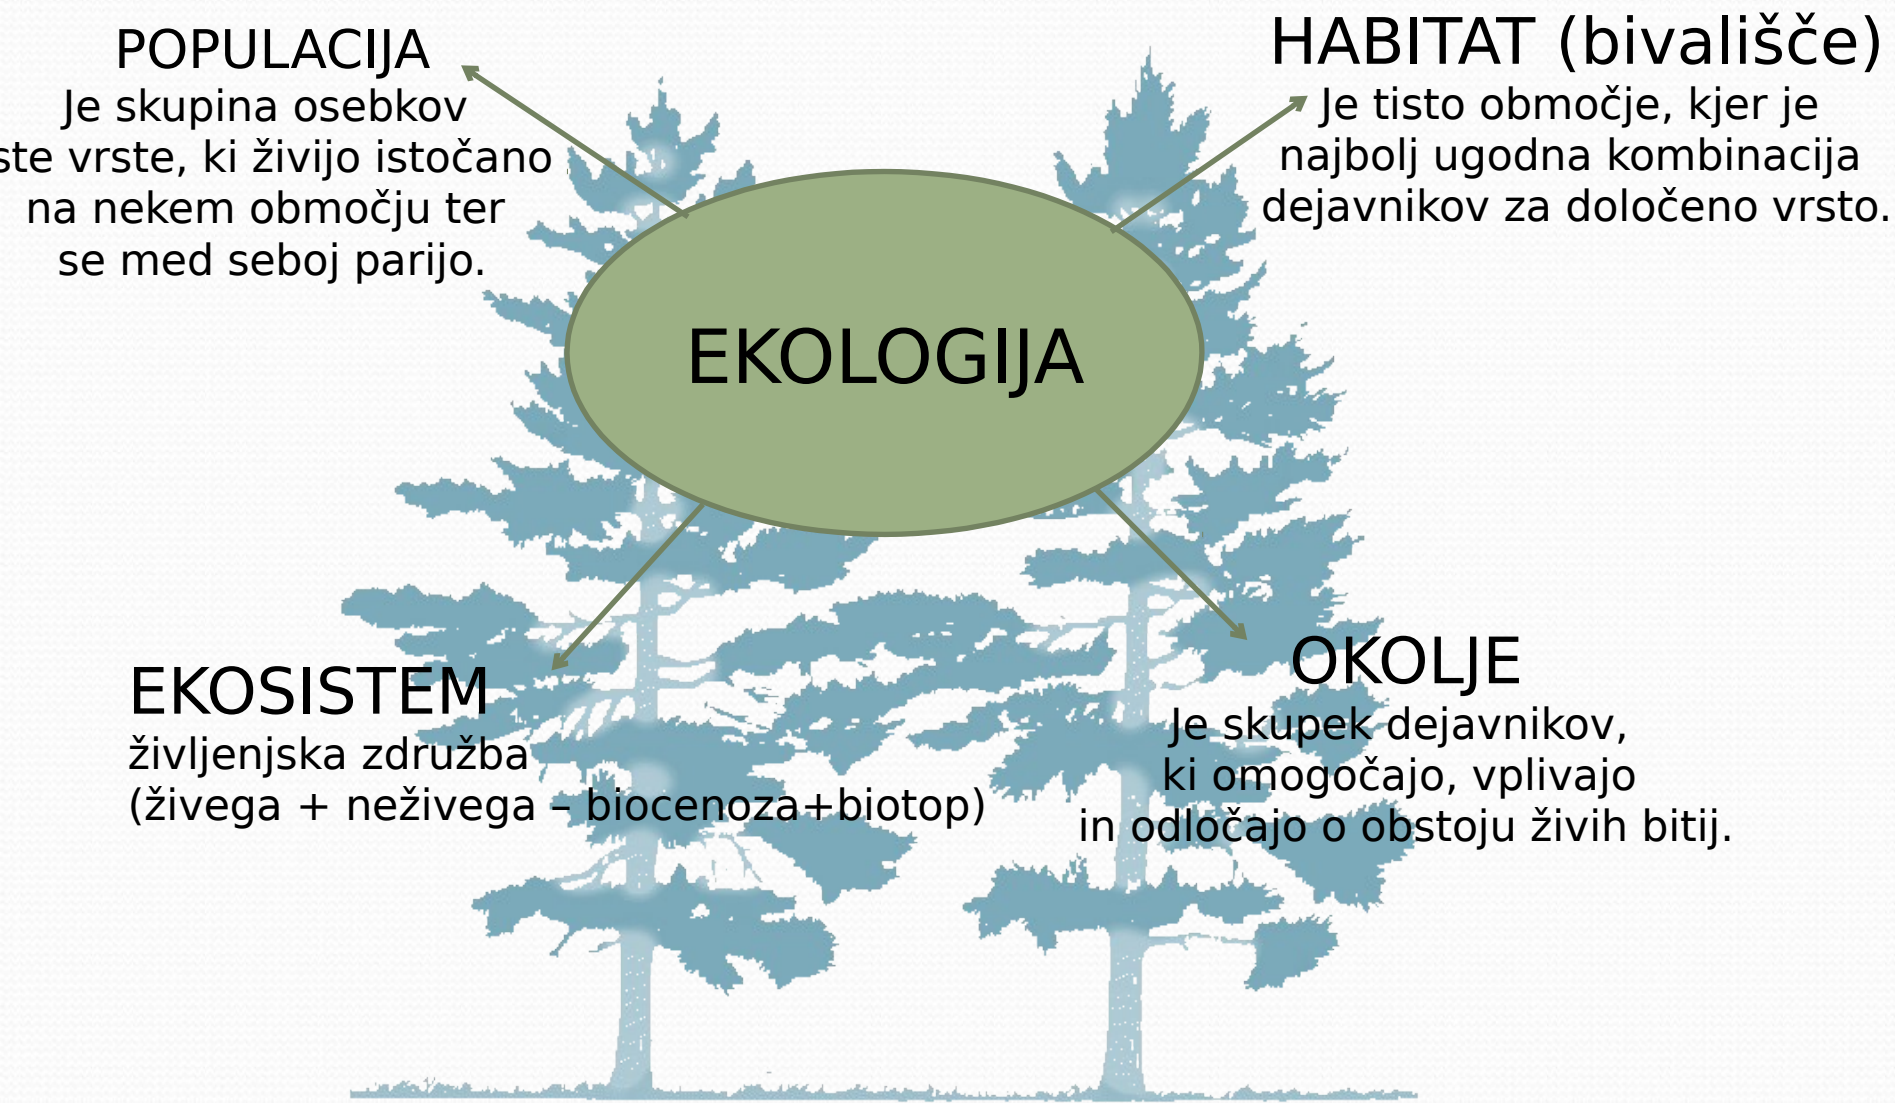 POPULACIJA
Je skupina osebkov
ste vrste, ki živijo istočano
na nekem območju ter
se med seboj parijo.
HABITAT (bivališče)
Je tisto območje, kjer je
najbolj ugodna kombinacija
dejavnikov za določeno vrsto.
EKOLOGIJA
EKOSISTEM
življenjska združba
(živega + neživega – biocenoza+biotop)
OKOLJE
Je skupek dejavnikov,
ki omogočajo, vplivajo
in odločajo o obstoju živih bitij.